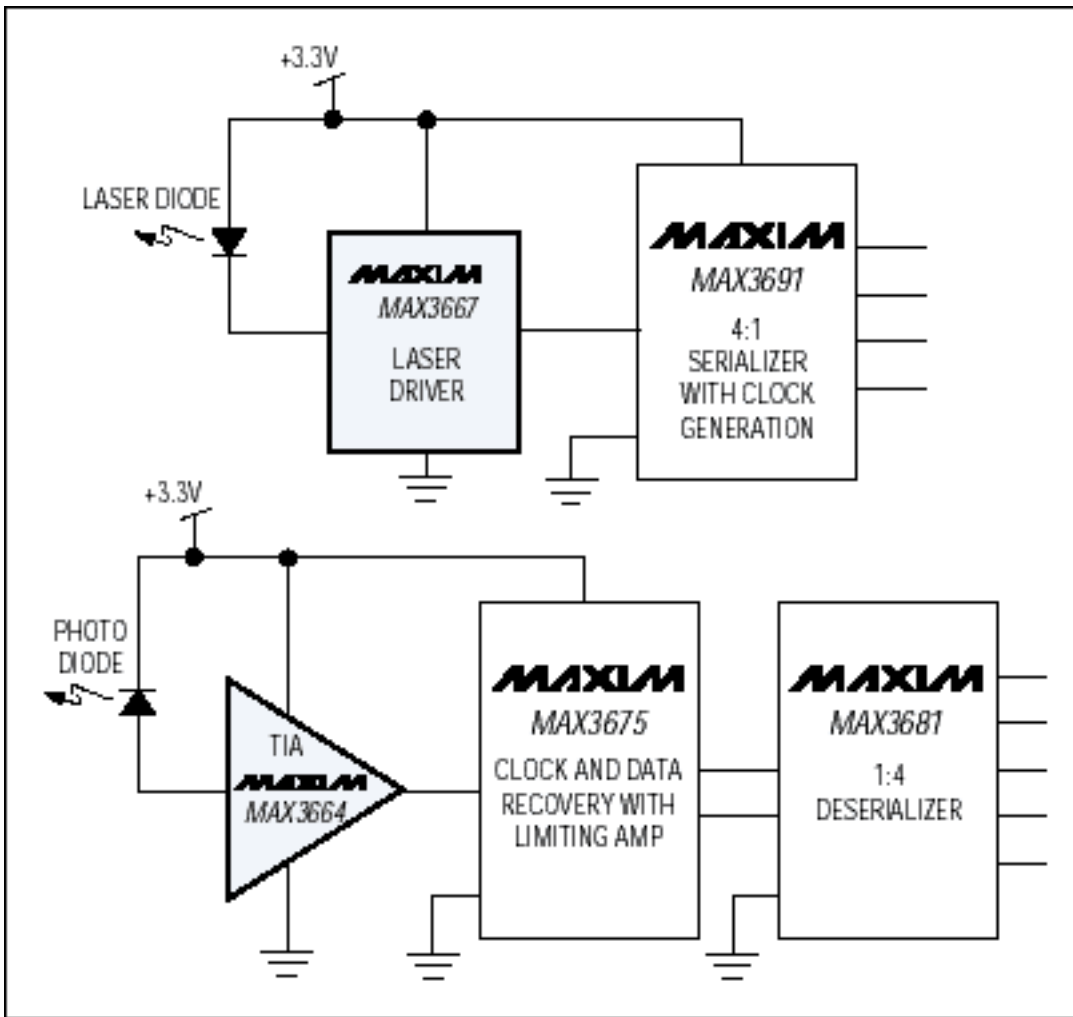 +3.3V
LASER DIODE
MAXIM
MAX3667
LASER
DRIVER
MAXIM
MAX3691
4:1
SERIALIZER
WITH CLOCK
GENERATION
+3.3V
PHOTO
DIODE
TIA
MAXIM
MAX3664
MAXIM
MAX3675
CLOCK AND DATA
RECOVERY WITH
LIMITING AMP
MAXIM
MAX3681
1:4
DESERIALIZER